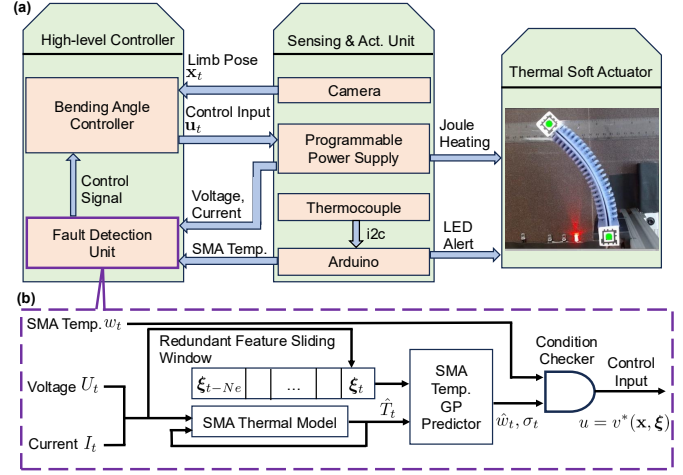 (a)
High-level Controller
Sensing & Act. Unit
Thermal Soft Actuator
Limb Pose
𝐱ₜ
Camera
Bending Angle
Controller
Control Input
𝐮ₜ
Programmable
Power Supply
Joule
Heating
Control
Signal
Voltage,
Current
Thermocouple
i2c
LED
Alert
Fault Detection
Unit
SMA Temp.
Arduino
(b)
SMA Temp. wₜ
Redundant Feature Sliding
Window
Condition
Checker
Control
Input
Voltage Uₜ
ξₜ₋Nₑ
...
ξₜ
SMA
Temp.
GP
Predictor
SMA Thermal Model
T̂ₜ
ŵₜ, σₜ
u = v*(𝐱, ξ)
Current Iₜ